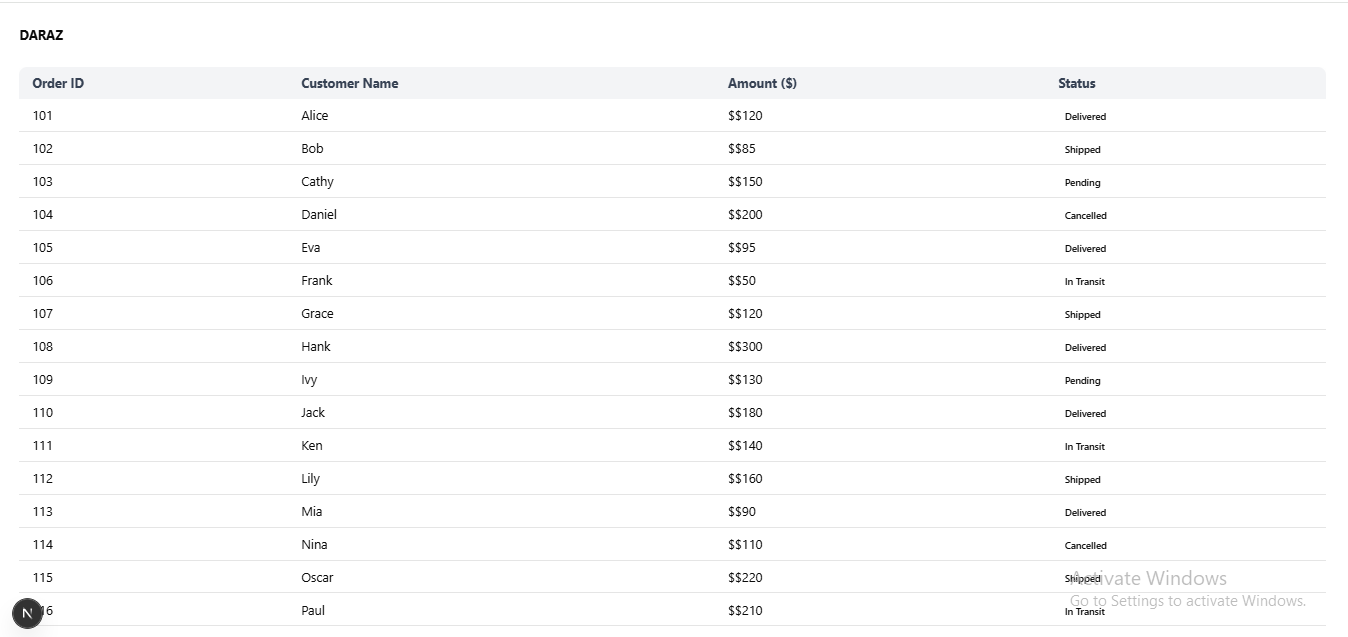 DARAZ
Order ID Customer Name Amount ($) Status
101 Alice $$120 Delivered
102 Bob $$85 Shipped
103 Cathy $$150 Pending
104 Daniel $$200 Cancelled
105 Eva $$95 Delivered
106 Frank $$50 In Transit
107 Grace $$120 Shipped
108 Hank $$300 Delivered
109 Ivy $$130 Pending
110 Jack $$180 Delivered
111 Ken $$140 In Transit
112 Lily $$160 Shipped
113 Mia $$90 Delivered
114 Nina $$110 Cancelled
115 Oscar $$220 Shipped
Activate Windows
Go to Settings to activate Windows.
N 16 Paul $$210 In Transit